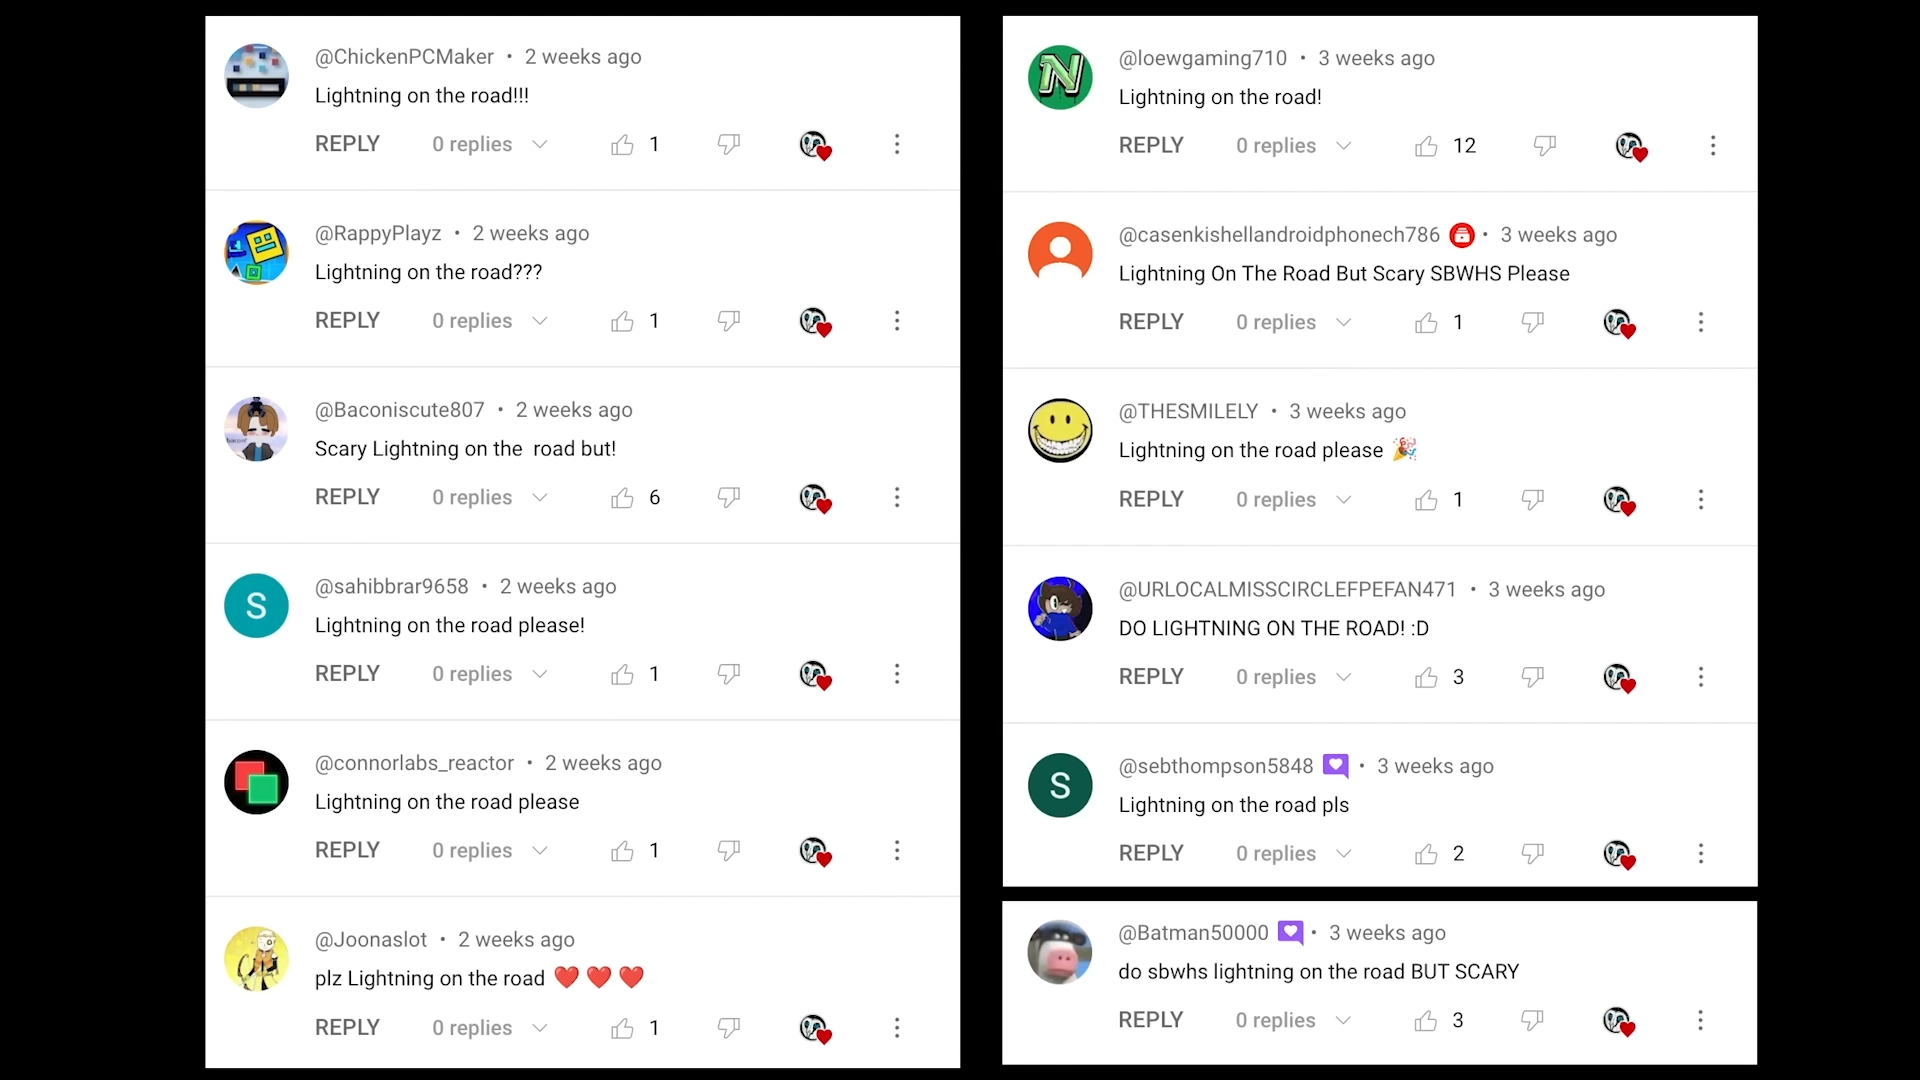 @ChickenPCMaker • 2 weeks ago
Lightning on the road!!!
REPLY 0 replies 1
@RappyPlayz • 2 weeks ago
Lightning on the road???
REPLY 0 replies 1
@Baconiscute807 • 2 weeks ago
Scary Lightning on the  road but!
REPLY 0 replies 6
S
@sahibbrar9658 • 2 weeks ago
Lightning on the road please!
REPLY 0 replies 1
@connorlabs_reactor • 2 weeks ago
Lightning on the road please
REPLY 0 replies 1
@Joonaslot • 2 weeks ago
plz Lightning on the road ❤️ ❤️ ❤️
REPLY 0 replies 1
N
@loewgaming710 • 3 weeks ago
Lightning on the road!
REPLY 0 replies 12
@casenkishellandroidphonech786 • 3 weeks ago
Lightning On The Road But Scary SBWHS Please
REPLY 0 replies 1
@THESMILELY • 3 weeks ago
Lightning on the road please 🎉
REPLY 0 replies 1
@URLOCALMISSCIRCLEFPEFAN471 • 3 weeks ago
DO LIGHTNING ON THE ROAD! :D
REPLY 0 replies 3
S
@sebthompson5848 • 3 weeks ago
Lightning on the road pls
REPLY 0 replies 2
@Batman50000 • 3 weeks ago
do sbwhs lightning on the road BUT SCARY
REPLY 0 replies 3